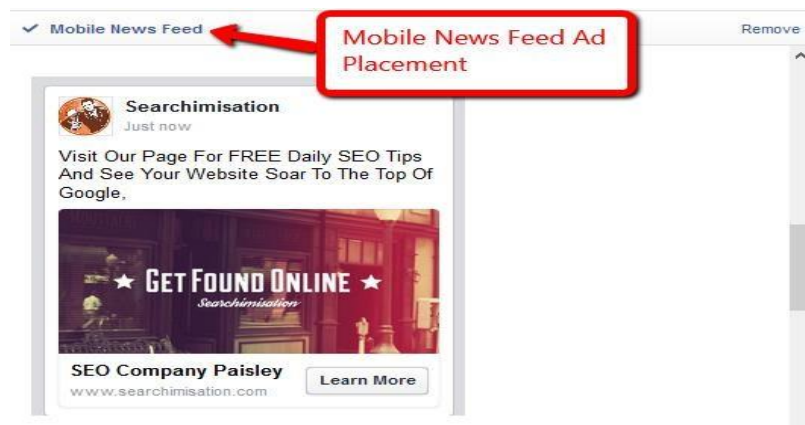 Mobile News Feed
Mobile News Feed Ad
Placement
Remove
Searchimisation
Just now
Visit Our Page For FREE Daily SEO Tips
And See Your Website Soar To The Top Of
Google,
★ GET FOUND ONLINE ★
Searchimisation
SEO Company Paisley
www.searchimisation.com
Learn More